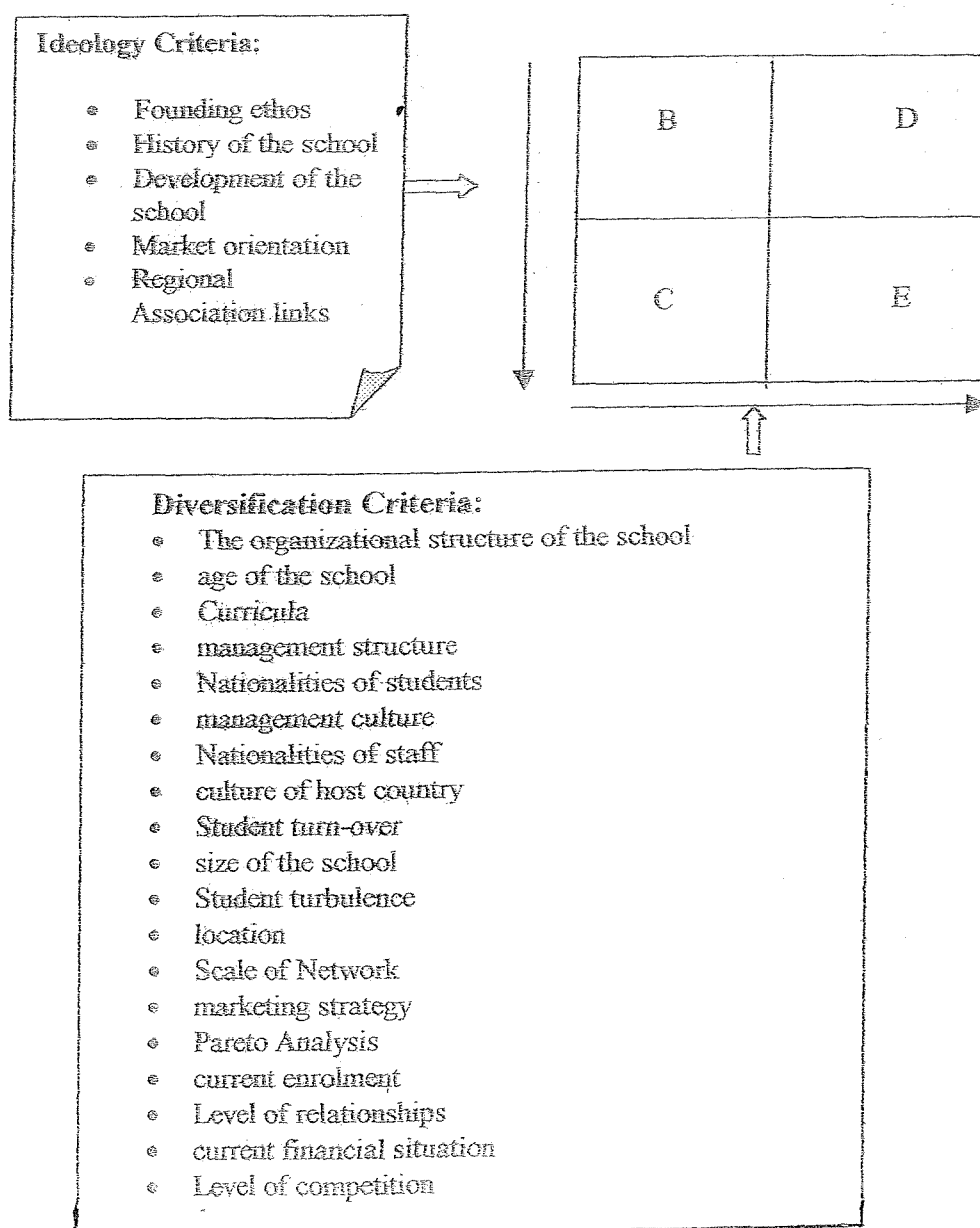 Ideology Criteria:
• Founding ethos
• History of the school
• Development of the
school
• Market orientation
• Regional
Association links
B
D
C
E
Diversification Criteria:
• The organizational structure of the school
• age of the school
• Curricula
• management structure
• Nationalities of students
• management culture
• Nationalities of staff
• culture of host country
• Student turn-over
• size of the school
• Student turbulence
• location
• Scale of Network
• marketing strategy
• Pareto Analysis
• current enrolment
• Level of relationships
• current financial situation
• Level of competition